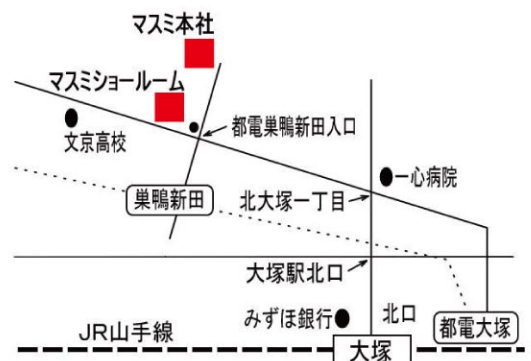 マスミ本社
マスミショールーム
都電巣鴨新田入口
文京高校
一心病院
巣鴨新田
北大塚一丁目
大塚駅北口
みずほ銀行
北口
都電大塚
JR山手線
大塚